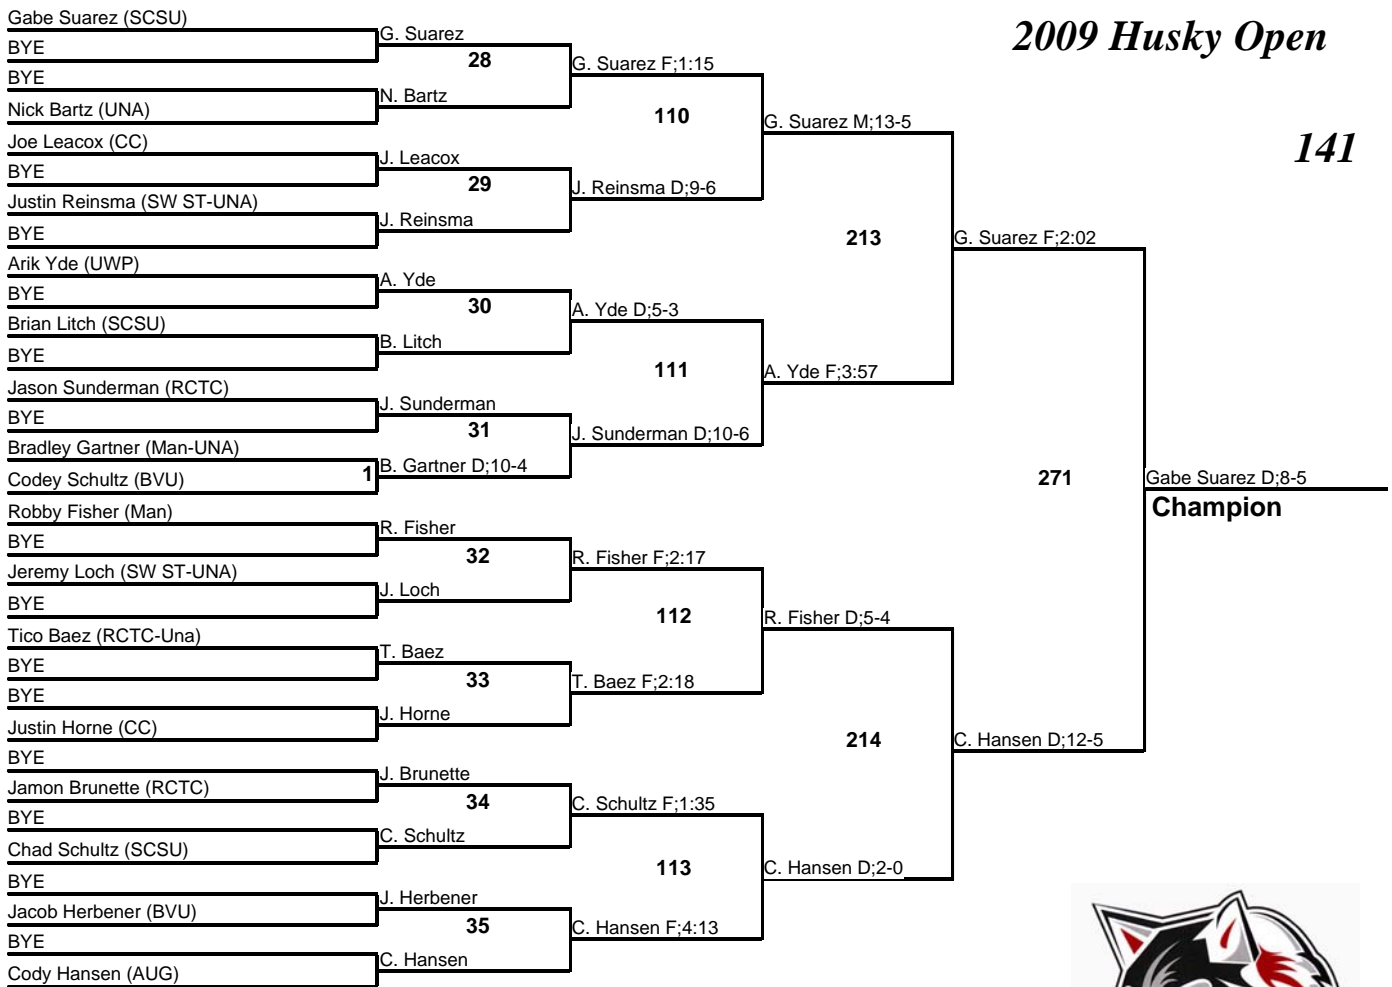 2009 Husky Open
141
Gabe Suarez (SCSU)
BYE
BYE
Nick Bartz (UNA)
Joe Leacox (CC)
BYE
Justin Reinsma (SW ST-UNA)
BYE
Arik Yde (UWP)
BYE
Brian Litch (SCSU)
BYE
Jason Sunderman (RCTC)
BYE
Bradley Gartner (Man-UNA)
Codey Schultz (BVU)
1
Robby Fisher (Man)
BYE
Jeremy Loch (SW ST-UNA)
BYE
Tico Baez (RCTC-Una)
BYE
BYE
Justin Horne (CC)
BYE
Jamon Brunette (RCTC)
BYE
Chad Schultz (SCSU)
BYE
Jacob Herbener (BVU)
BYE
Cody Hansen (AUG)
G. Suarez
28
N. Bartz
J. Leacox
29
J. Reinsma
A. Yde
30
B. Litch
J. Sunderman
31
B. Gartner D;10-4
R. Fisher
32
J. Loch
T. Baez
33
J. Horne
J. Brunette
34
C. Schultz
J. Herbener
35
C. Hansen
G. Suarez F;1:15
110
J. Reinsma D;9-6
A. Yde D;5-3
111
J. Sunderman D;10-6
R. Fisher F;2:17
112
T. Baez F;2:18
C. Schultz F;1:35
113
C. Hansen F;4:13
G. Suarez M;13-5
213
A. Yde F;3:57
R. Fisher D;5-4
214
C. Hansen D;2-0
G. Suarez F;2:02
271
C. Hansen D;12-5
Gabe Suarez D;8-5
Champion